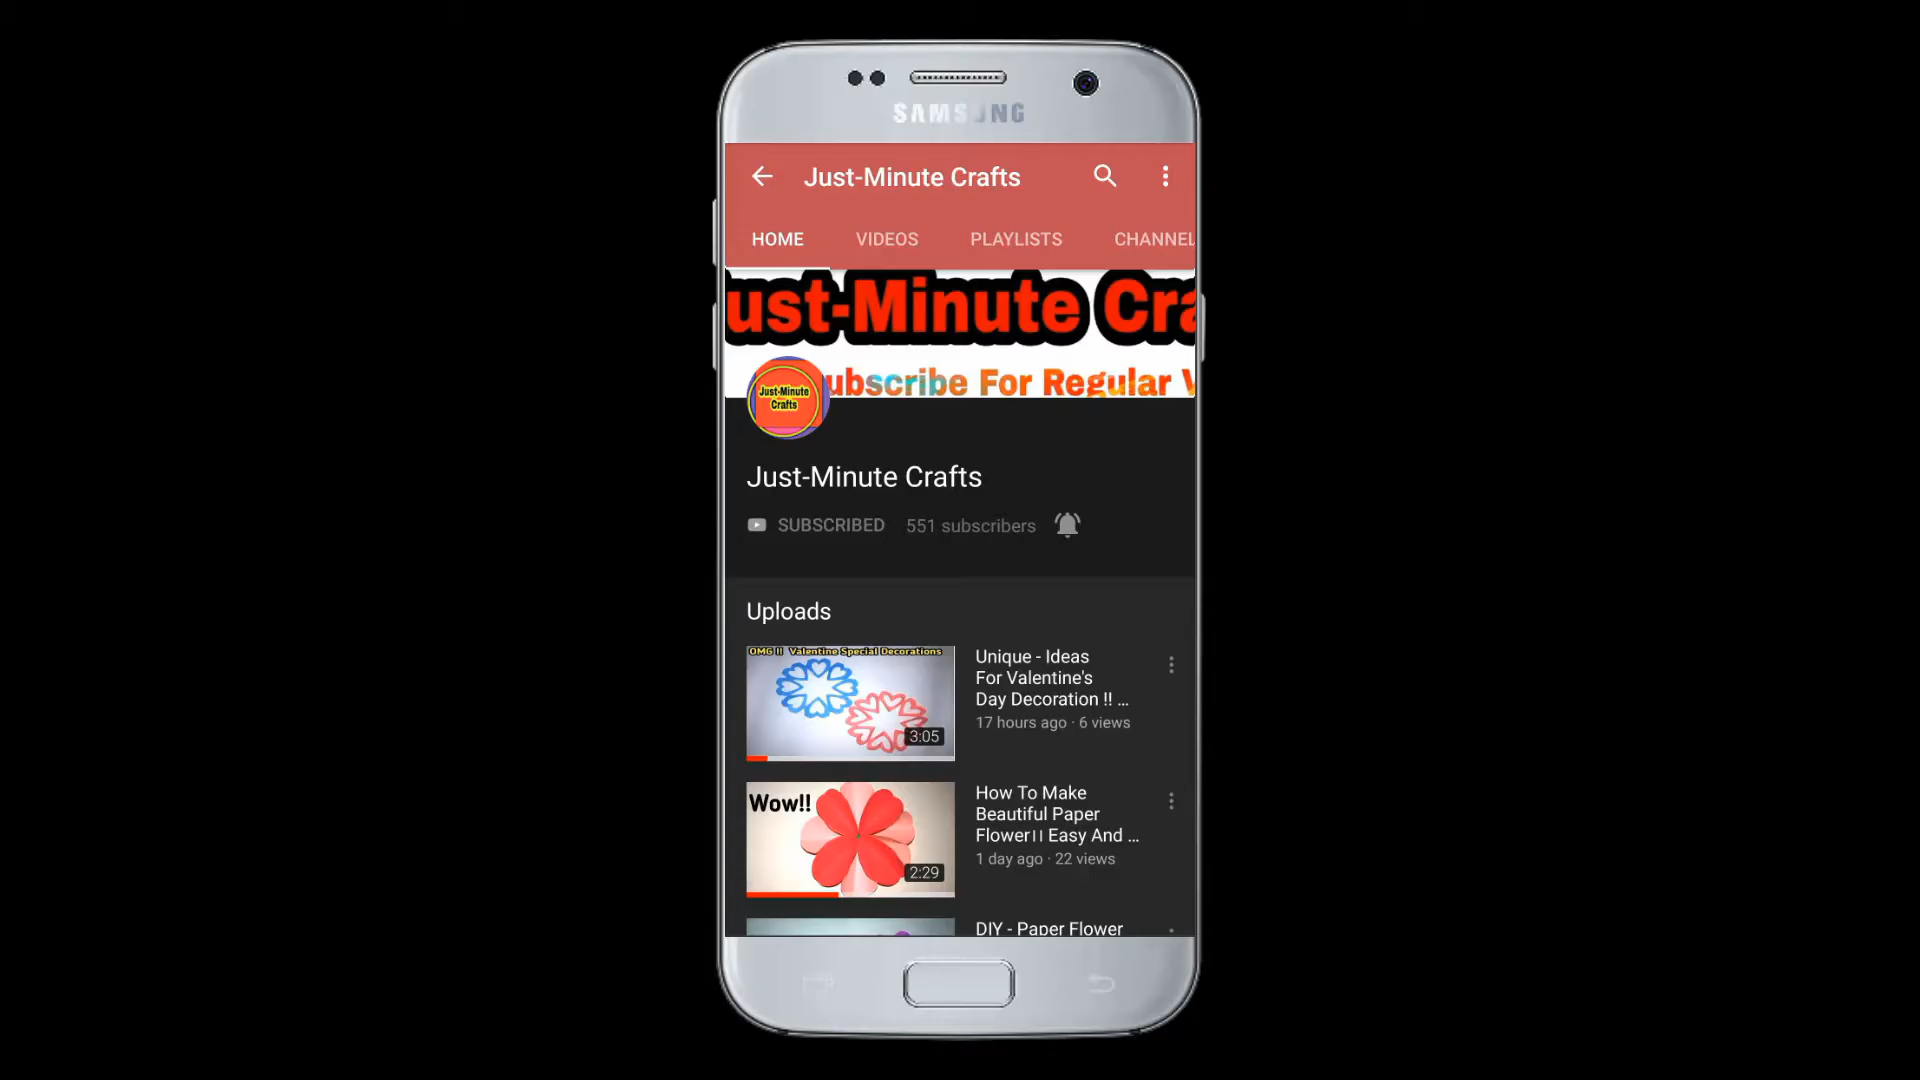 SAMSUNG
Just-Minute Crafts
HOME VIDEOS PLAYLISTS CHANNEL
ust-Minute Cra
ubscribe For Regular V
Just-Minute
Crafts
Just-Minute Crafts
SUBSCRIBED 551 subscribers
Uploads
OMG !! Valentine Special Decorations
3:05
Unique - Ideas
For Valentine's
Day Decoration !! ...
17 hours ago · 6 views
Wow!!
2:29
How To Make
Beautiful Paper
Flower।। Easy And ...
1 day ago · 22 views
DIY - Paper Flower